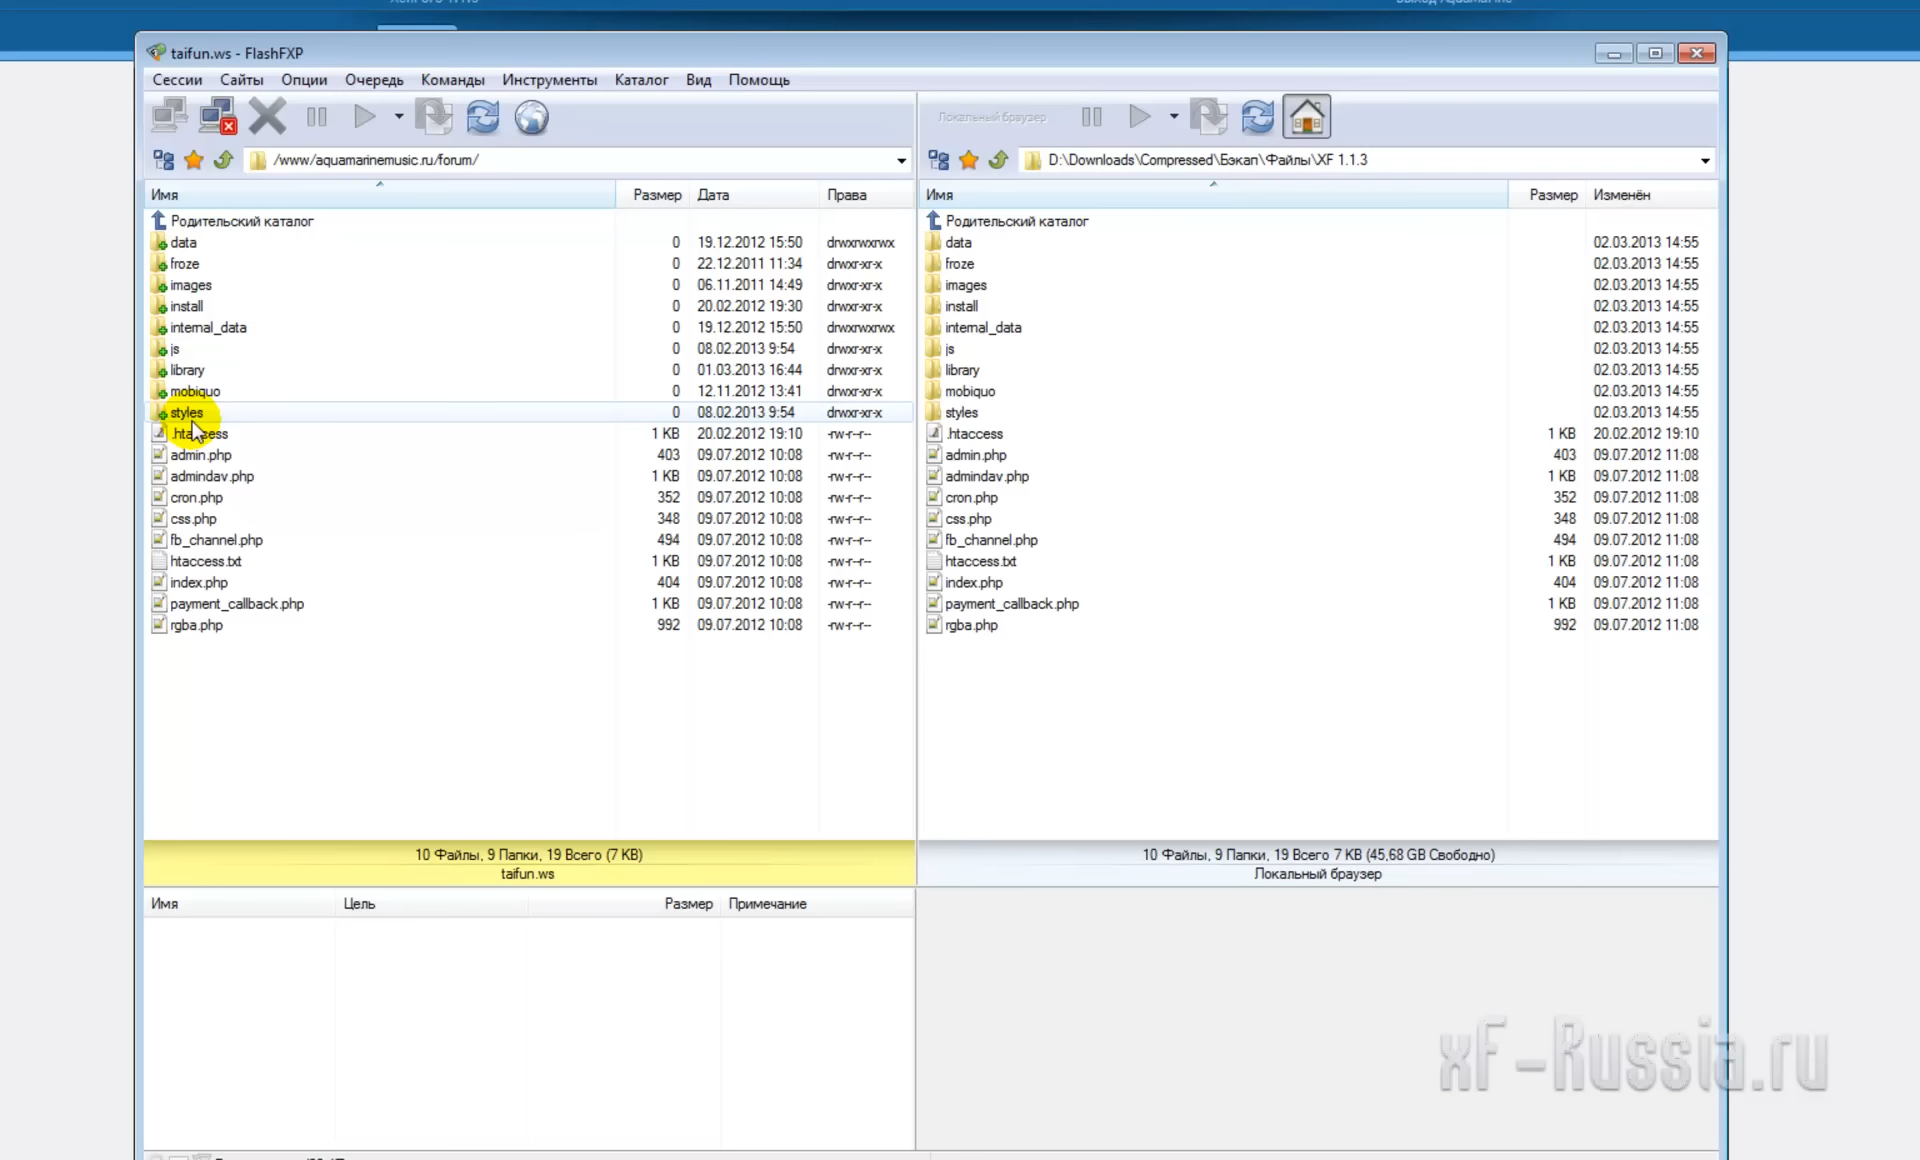 taifun.ws - FlashFXP
Сессии Сайты Опции Очередь Команды Инструменты Каталог Вид Помощь
Локальный браузер
/www/aquamarinemusic.ru/forum/
D:\Downloads\Compressed\Бэкап\Файлы\XF 1.1.3
Имя Размер Дата Права
Родительский каталог
data 0 19.12.2012 15:50 drwxrwxrwx
froze 0 22.12.2011 11:34 drwxr-xr-x
images 0 06.11.2011 14:49 drwxr-xr-x
install 0 20.02.2012 19:30 drwxr-xr-x
internal_data 0 19.12.2012 15:50 drwxrwxrwx
js 0 08.02.2013 9:54 drwxr-xr-x
library 0 01.03.2013 16:44 drwxr-xr-x
mobiquo 0 12.11.2012 13:41 drwxr-xr-x
styles 0 08.02.2013 9:54 drwxr-xr-x
.htaccess 1 KB 20.02.2012 19:10 -rw-r--r--
admin.php 403 09.07.2012 10:08 -rw-r--r--
admindav.php 1 KB 09.07.2012 10:08 -rw-r--r--
cron.php 352 09.07.2012 10:08 -rw-r--r--
css.php 348 09.07.2012 10:08 -rw-r--r--
fb_channel.php 494 09.07.2012 10:08 -rw-r--r--
htaccess.txt 1 KB 09.07.2012 10:08 -rw-r--r--
index.php 404 09.07.2012 10:08 -rw-r--r--
payment_callback.php 1 KB 09.07.2012 10:08 -rw-r--r--
rgba.php 992 09.07.2012 10:08 -rw-r--r--
10 Файлы, 9 Папки, 19 Всего (7 KB)
taifun.ws
Имя Размер Изменён
Родительский каталог
data 02.03.2013 14:55
froze 02.03.2013 14:55
images 02.03.2013 14:55
install 02.03.2013 14:55
internal_data 02.03.2013 14:55
js 02.03.2013 14:55
library 02.03.2013 14:55
mobiquo 02.03.2013 14:55
styles 02.03.2013 14:55
.htaccess 1 KB 20.02.2012 19:10
admin.php 403 09.07.2012 11:08
admindav.php 1 KB 09.07.2012 11:08
cron.php 352 09.07.2012 11:08
css.php 348 09.07.2012 11:08
fb_channel.php 494 09.07.2012 11:08
htaccess.txt 1 KB 09.07.2012 11:08
index.php 404 09.07.2012 11:08
payment_callback.php 1 KB 09.07.2012 11:08
rgba.php 992 09.07.2012 11:08
10 Файлы, 9 Папки, 19 Всего 7 KB (45,68 GB Свободно)
Локальный браузер
Имя Цель Размер Примечание
xF-Russia.ru